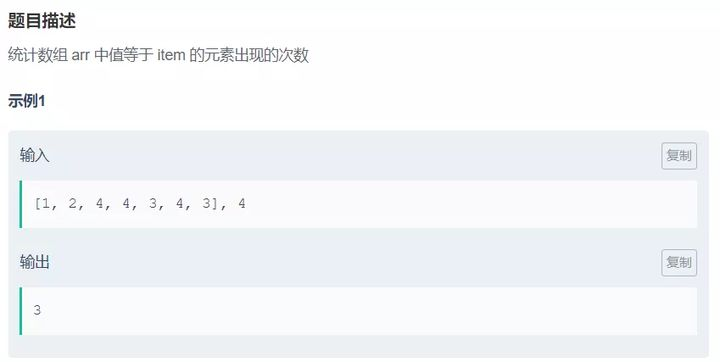 题目描述
统计数组 arr 中值等于 item 的元素出现的次数
示例1
输入
复制
[1, 2, 4, 4, 3, 4, 3], 4
输出
复制
3